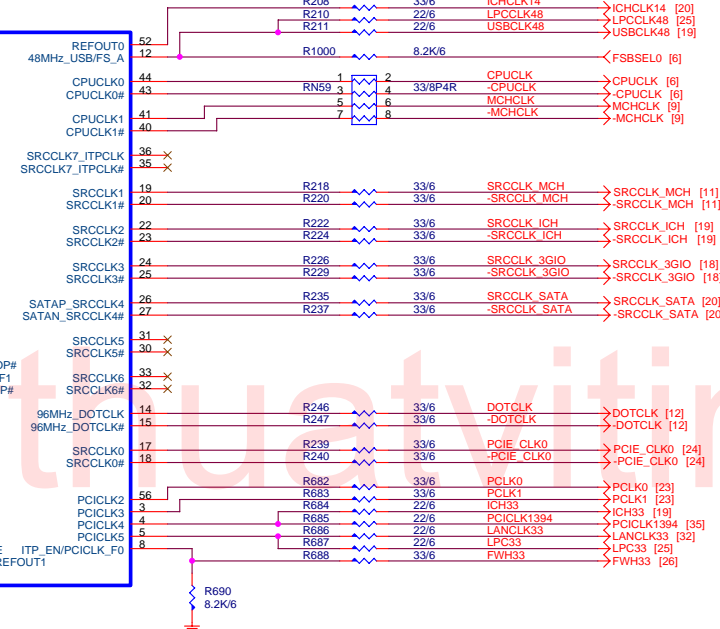 R208 33/6 ICHCLK14 ICHCLK14 [20]
R210 22/6 LPCCLK48 LPCCLK48 [25]
R211 22/6 USBCLK48 USBCLK48 [19]
REFOUT0 52
48MHz_USB/FS_A 12 R1000 8.2K/6 FSBSEL0 [6]
CPUCLK0 44 1 2 CPUCLK CPUCLK [6]
CPUCLK0# 43 RN59 3 4 33/8P4R -CPUCLK -CPUCLK [6]
CPUCLK1 41 5 6 MCHCLK MCHCLK [9]
CPUCLK1# 40 7 8 -MCHCLK -MCHCLK [9]
SRCCLK7_ITPCLK 36
SRCCLK7_ITPCLK# 35
SRCCLK1 19 R218 33/6 SRCCLK_MCH SRCCLK_MCH [11]
SRCCLK1# 20 R220 33/6 -SRCCLK_MCH -SRCCLK_MCH [11]
SRCCLK2 22 R222 33/6 SRCCLK_ICH SRCCLK_ICH [19]
SRCCLK2# 23 R224 33/6 -SRCCLK_ICH -SRCCLK_ICH [19]
SRCCLK3 24 R226 33/6 SRCCLK_3GIO SRCCLK_3GIO [18]
SRCCLK3# 25 R229 33/6 -SRCCLK_3GIO -SRCCLK_3GIO [18]
SATAP_SRCCLK4 26 R235 33/6 SRCCLK_SATA SRCCLK_SATA [20]
SATAN_SRCCLK4# 27 R237 33/6 -SRCCLK_SATA -SRCCLK_SATA [20
SRCCLK5 31
SRCCLK5# 30
OP#
F1 SRCCLK6 33
P# SRCCLK6# 32
thuatvitin
96MHz_DOTCLK 14 R246 33/6 DOTCLK DOTCLK [12]
96MHz_DOTCLK# 15 R247 33/6 -DOTCLK -DOTCLK [12]
SRCCLK0 17 R239 33/6 PCIE_CLK0 PCIE_CLK0 [24]
SRCCLK0# 18 R240 33/6 -PCIE_CLK0 -PCIE_CLK0 [24]
R682 33/6 PCLK0 PCLK0 [23]
PCICLK2 56 R683 33/6 PCLK1 PCLK1 [23]
PCICLK3 3 R684 22/6 ICH33 ICH33 [19]
PCICLK4 4 R685 22/6 PCICLK1394 PCICLK1394 [35]
PCICLK5 5 R686 22/6 LANCLK33 LANCLK33 [32]
E ITP_EN/PCICLK_F0 8 R687 22/6 LPC33 LPC33 [25]
REFOUT1 R688 33/6 FWH33 FWH33 [26]
R690
8.2K/6